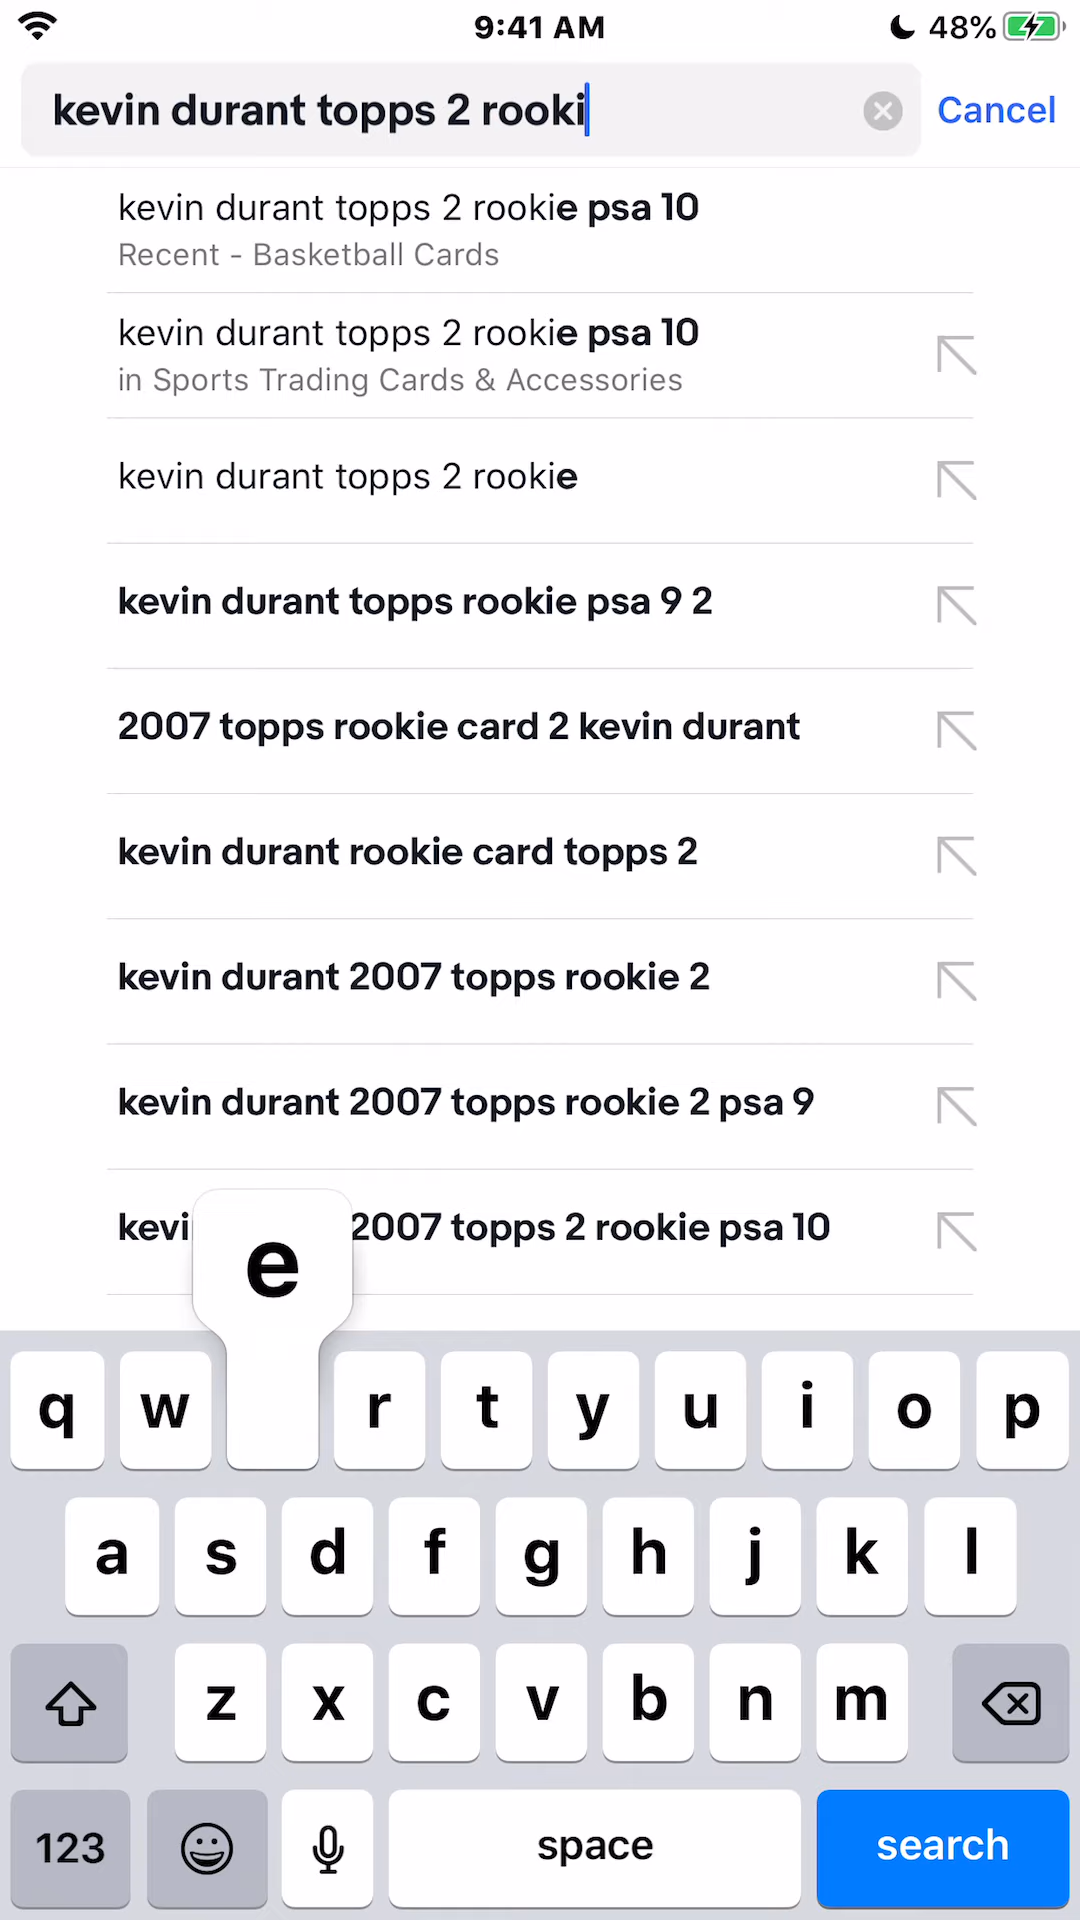 9:41 AM
48%
kevin durant topps 2 rooki
Cancel
kevin durant topps 2 rookie psa 10
Recent - Basketball Cards
kevin durant topps 2 rookie psa 10
in Sports Trading Cards & Accessories
kevin durant topps 2 rookie
kevin durant topps rookie psa 9 2
2007 topps rookie card 2 kevin durant
kevin durant rookie card topps 2
kevin durant 2007 topps rookie 2
kevin durant 2007 topps rookie 2 psa 9
kevi 2007 topps 2 rookie psa 10
e
q w r t y u i o p
a s d f g h j k l
z x c v b n m
123 space search